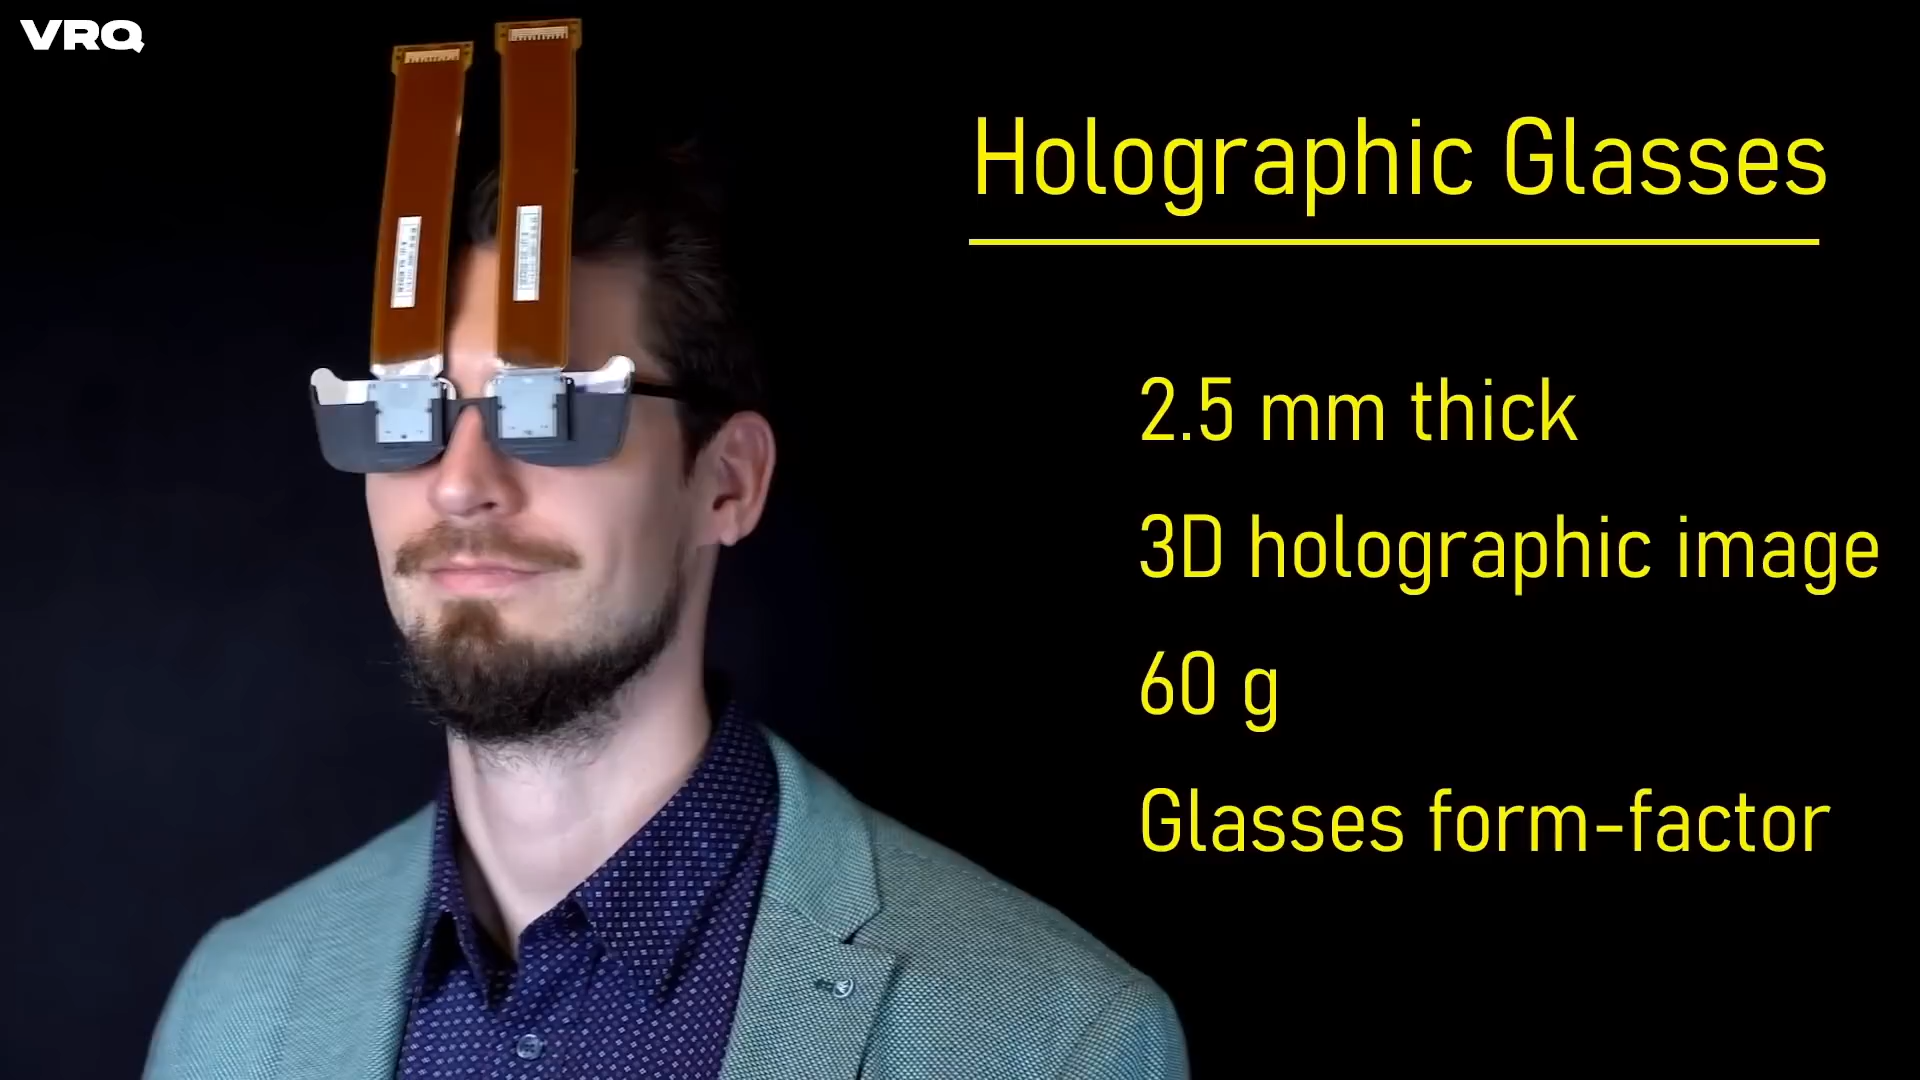 VRQ
Holographic Glasses
2.5 mm thick
3D holographic image
60 g
Glasses form-factor